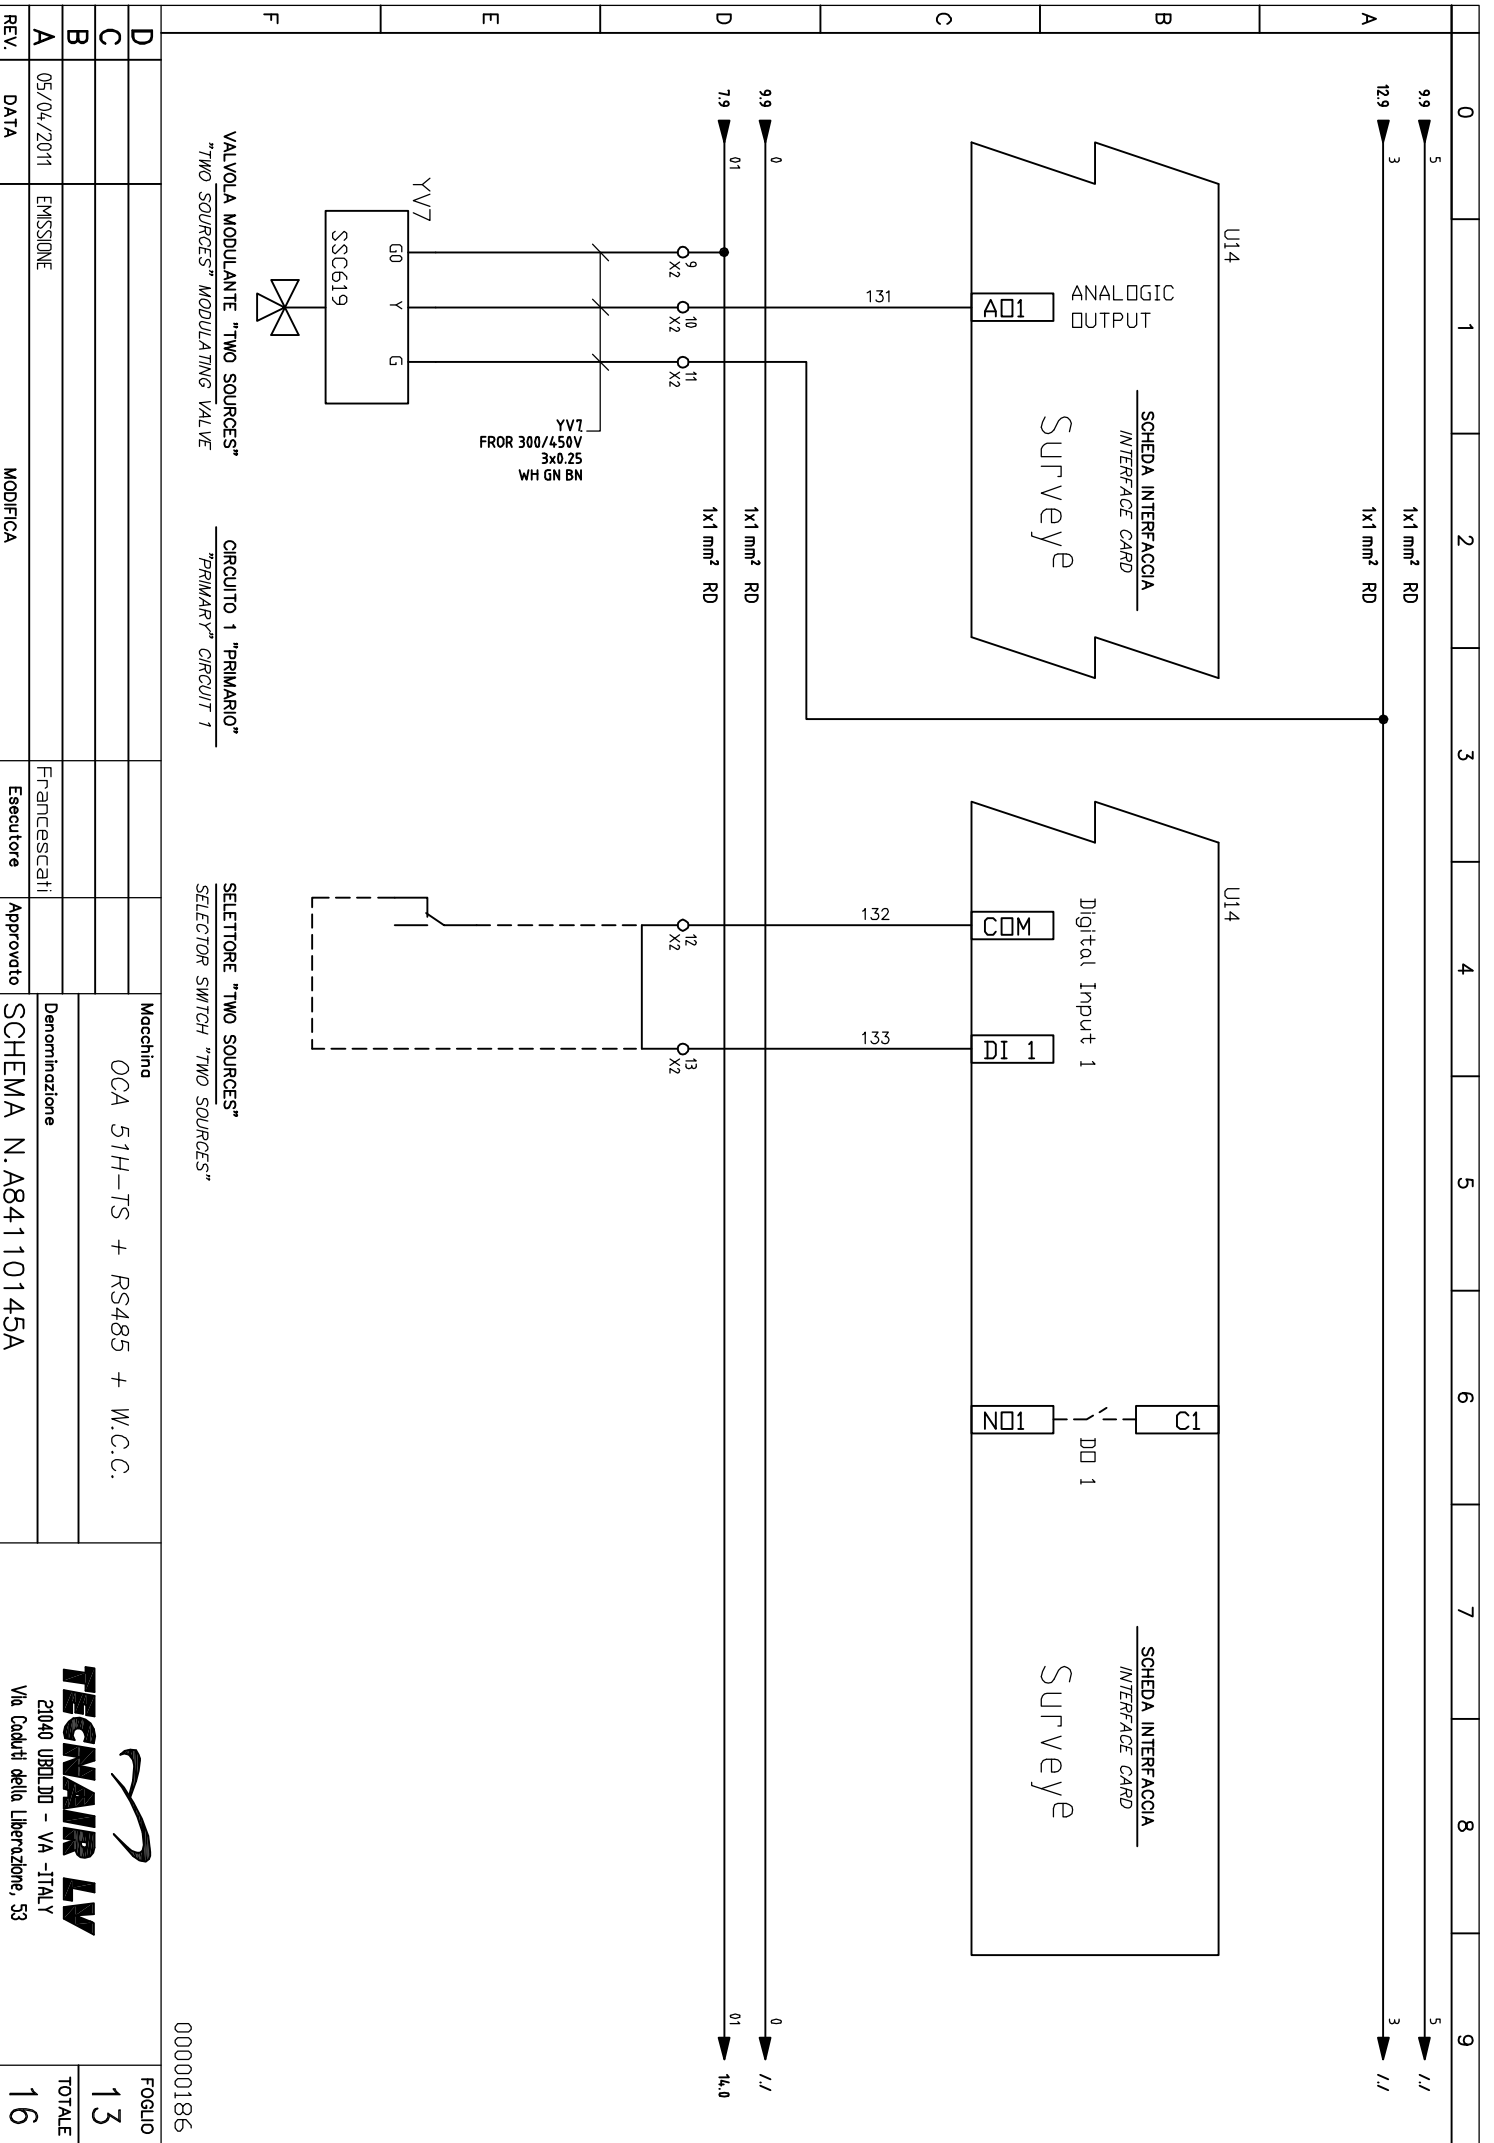 0 1 2 3 4 5 6 7 8 9
A
B
C
D
E
F
9.9 5 1x1 mm² RD 5 /./
12.9 3 1x1 mm² RD 3 /./
U14
ANALOGIC
OUTPUT
AO1
SCHEDA INTERFACCIA
INTERFACE CARD
Surveye
U14
Digital Input 1
COM
DI 1
C1
DO 1
NO1
SCHEDA INTERFACCIA
INTERFACE CARD
Surveye
131
132
133
9.9 0 1x1 mm² RD 0 /./
7.9 01 1x1 mm² RD 01 14.0
9
X2
10
X2
11
X2
12
X2
13
X2
YV7
FROR 300/450V
3x0.25
WH GN BN
YV7
G0 Y G
SSC619
VALVOLA MODULANTE "TWO SOURCES"
"TWO SOURCES" MODULATING VALVE
CIRCUITO 1 "PRIMARIO"
"PRIMARY" CIRCUIT 1
SELETTORE "TWO SOURCES"
SELECTOR SWITCH "TWO SOURCES"
00000186
D
C
B
A 05/04/2011 EMISSIONE Francescati
REV. DATA MODIFICA Esecutore Approvato
Macchina
OCA 51H-TS + RS485 + W.C.C.
Denominazione
SCHEMA N. A84110145A
TECNAIR LV
21040 UBOLDO - VA -ITALY
Via Caduti della Liberazione, 53
FOGLIO
13
TOTALE
16